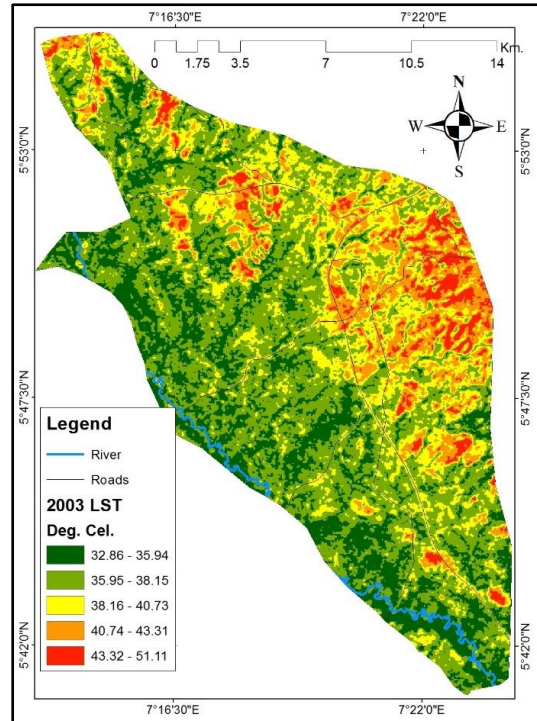 7°16'30"E 7°22'0"E
Km.
0 1.75 3.5 7 10.5 14
N
W E
S
5°53'0"N 5°53'0"N
5°47'30"N 5°47'30"N
Legend
River
Roads
2003 LST
Deg. Cel.
32.86 - 35.94
35.95 - 38.15
38.16 - 40.73
40.74 - 43.31
43.32 - 51.11
5°42'0"N 5°42'0"N
7°16'30"E 7°22'0"E